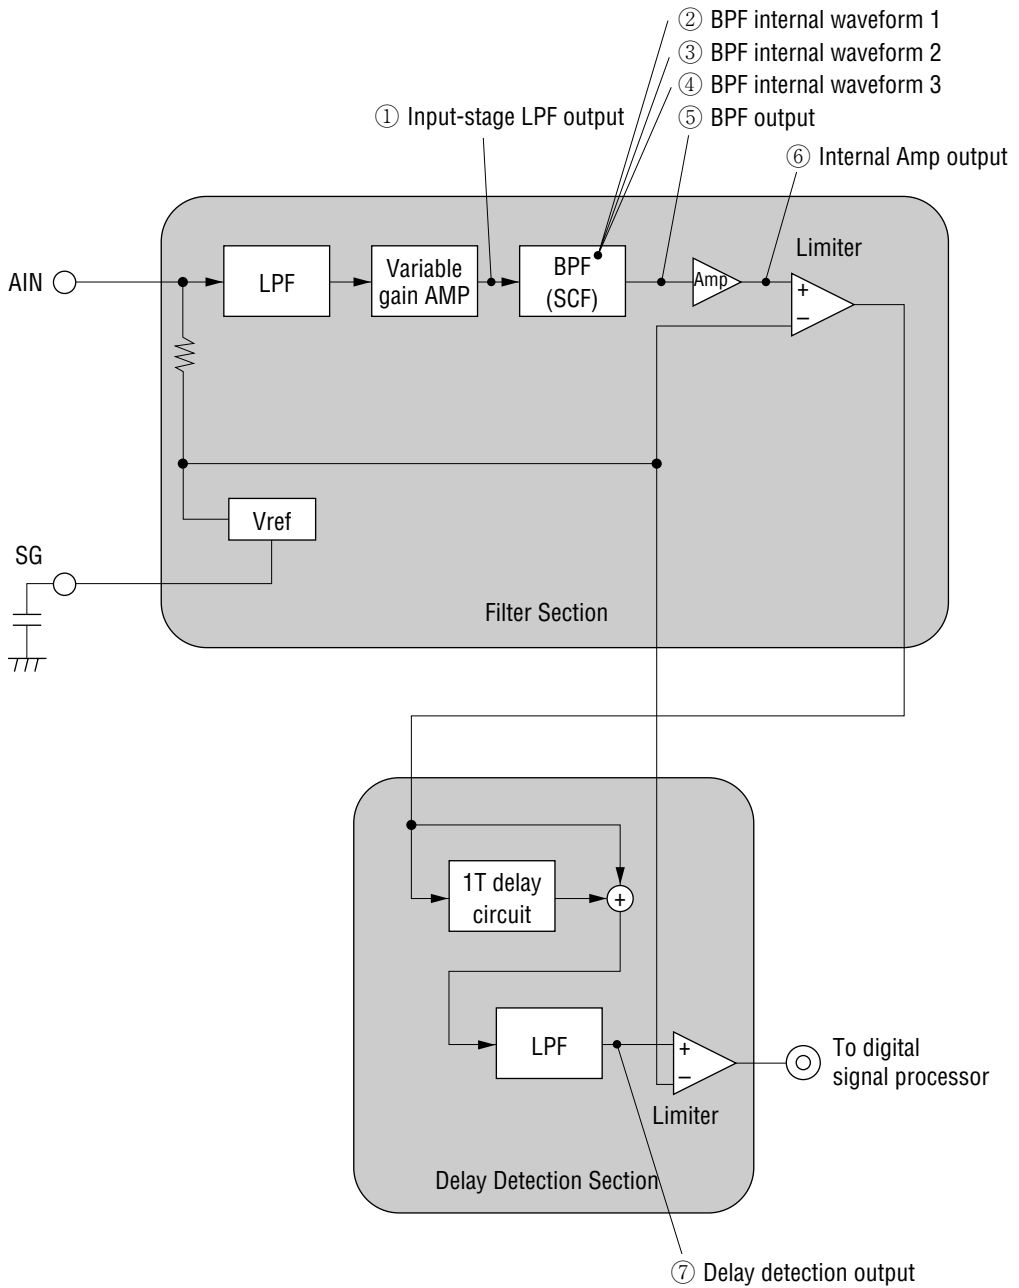 ② BPF internal waveform 1
③ BPF internal waveform 2
④ BPF internal waveform 3
① Input-stage LPF output
⑤ BPF output
⑥ Internal Amp output
Limiter
AIN
LPF
Variable
gain AMP
BPF
(SCF)
Amp
+
−
Vref
SG
Filter Section
1T delay
circuit
+
LPF
+
−
To digital
signal processor
Limiter
Delay Detection Section
⑦ Delay detection output